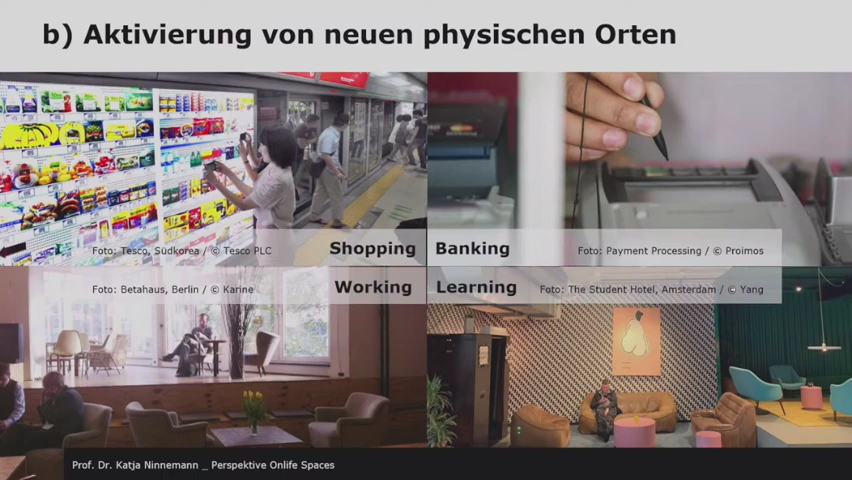 b) Aktivierung von neuen physischen Orten
Foto: Tesco, Südkorea / © Tesco PLC
Shopping
Banking
Foto: Payment Processing / © Proimos
Foto: Betahaus, Berlin / © Karine
Working
Learning
Foto: The Student Hotel, Amsterdam / © Yang
Prof. Dr. Katja Ninnemann _ Perspektive Onlife Spaces